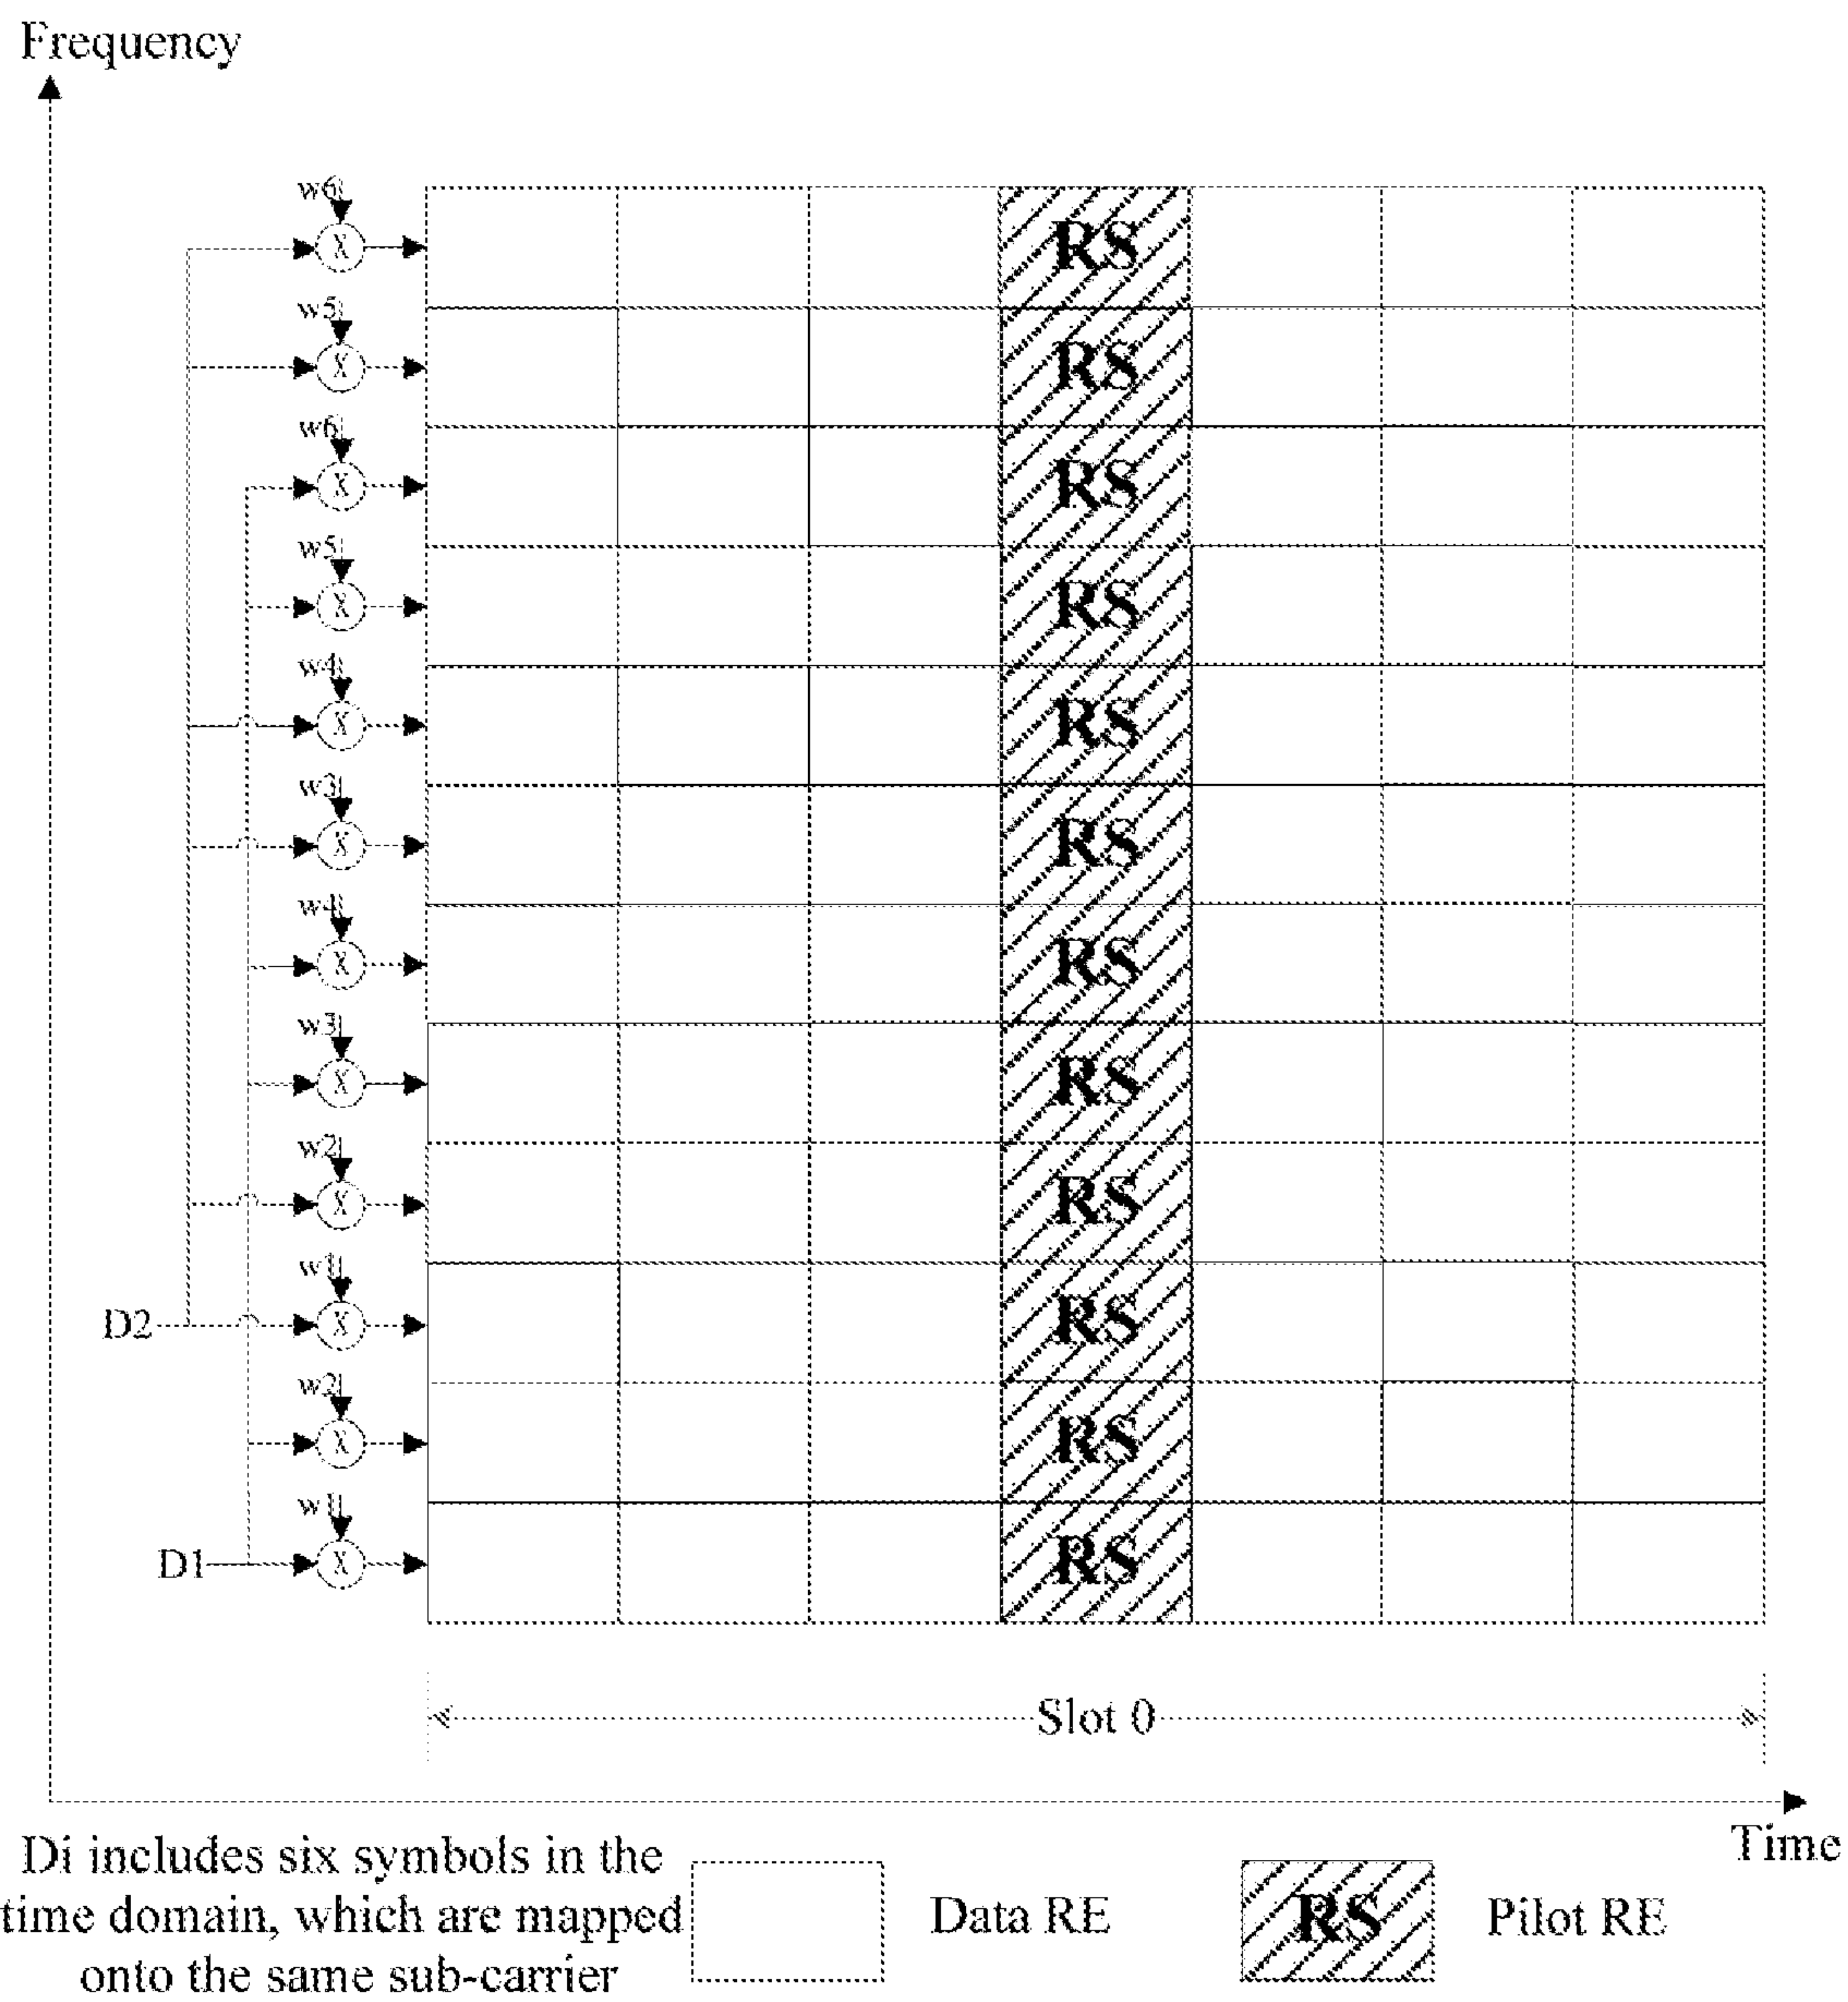 Frequency
w6
X
RS
w5
X
RS
w6
X
RS
w5
X
RS
w4
X
RS
w3
X
RS
w4
X
RS
w3
X
RS
w2
X
RS
w1
D2
X
RS
w2
X
RS
w1
D1
X
RS
Slot 0
Time
Di includes six symbols in the
time domain, which are mapped
onto the same sub-carrier
Data RE
RS
Pilot RE